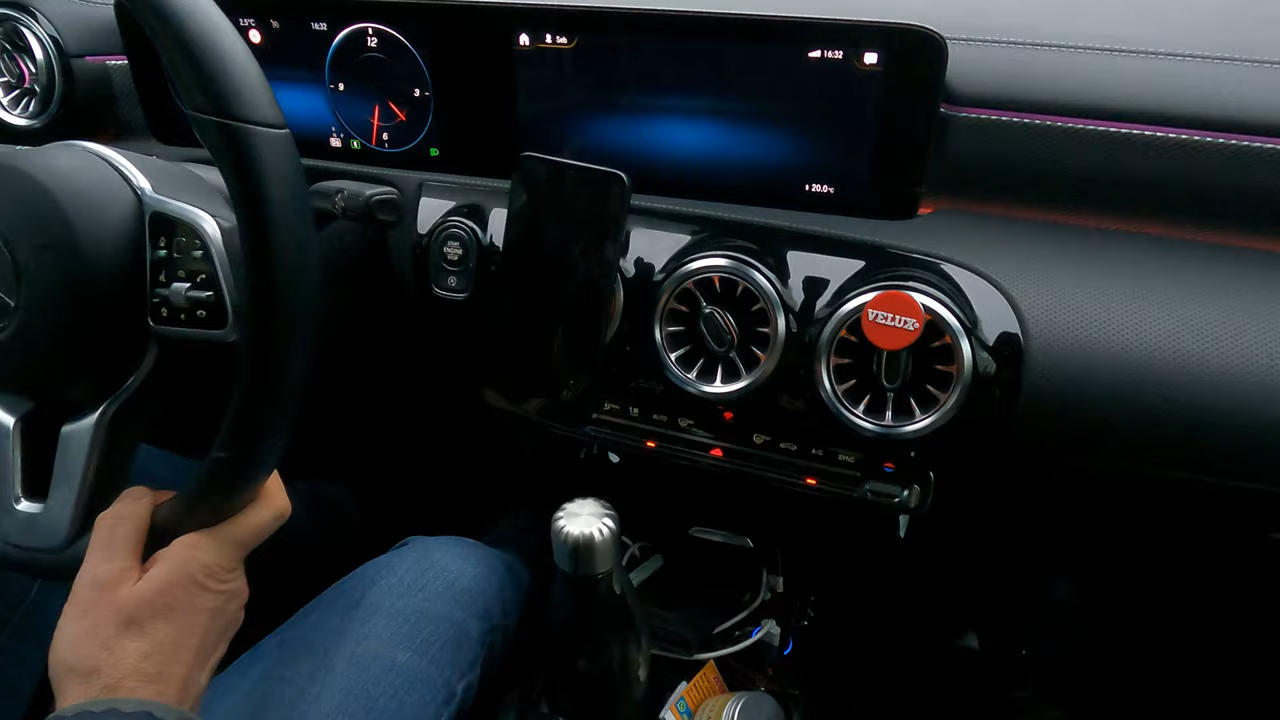 2.5°C
16:32
12
9
3
6
Seb
16:32
20.0°C
START
ENGINE
STOP
VELUX®
AUTO
A/C
SYNC